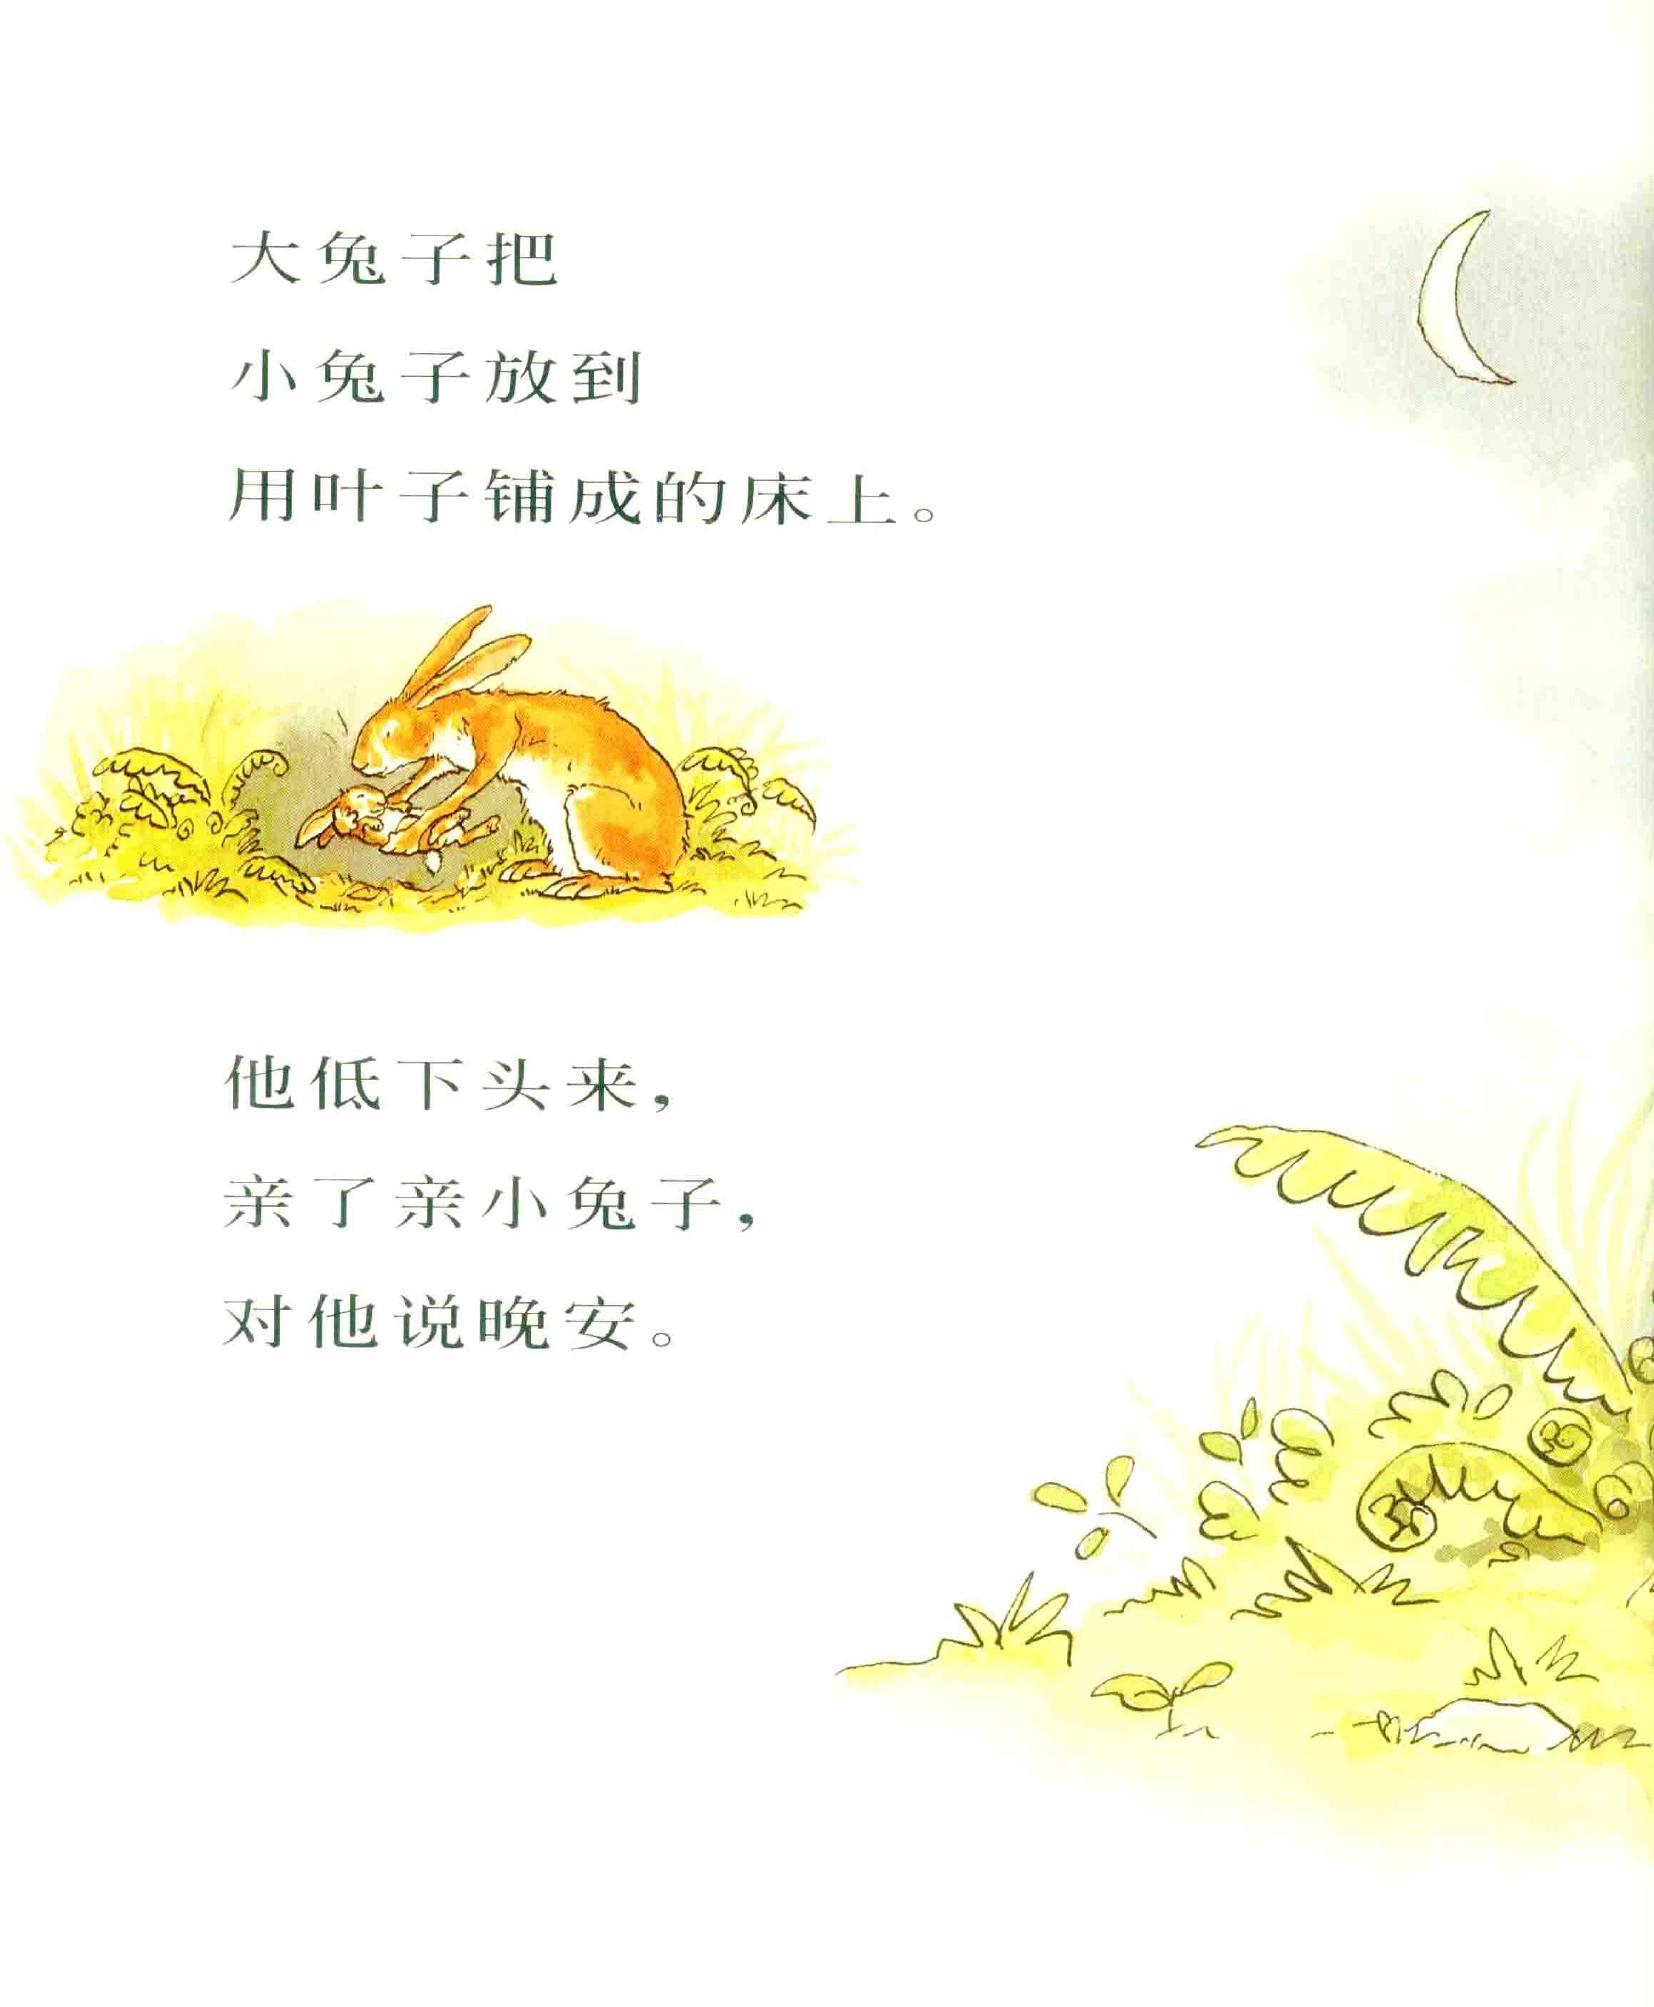 大兔子把
小兔子放到
用叶子铺成的床上。
他低下头来，
亲了亲小兔子，
对他说晚安。